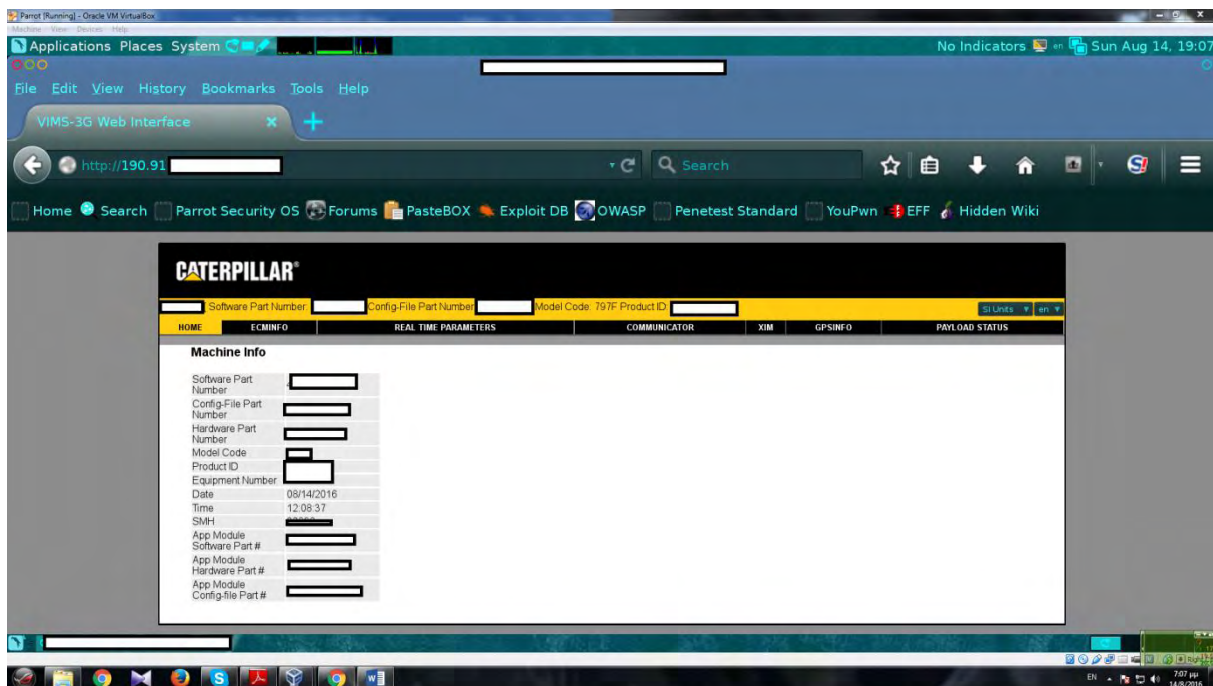 Parrot [Running] - Oracle VM VirtualBox
Machine View Devices Help
Applications Places System No Indicators en Sun Aug 14, 19:07
File Edit View History Bookmarks Tools Help
VIMS-3G Web Interface
http://190.91 Search
Home Search Parrot Security OS Forums PasteBOX Exploit DB OWASP Penetest Standard YouPwn EFF Hidden Wiki
CATERPILLAR®
Software Part Number: Config-File Part Number Model Code: 797F Product ID: SI Units en
HOME ECMINFO REAL TIME PARAMETERS COMMUNICATOR XIM GPSINFO PAYLOAD STATUS
Machine Info
Software Part
Number
Config-File Part
Number
Hardware Part
Number
Model Code
Product ID
Equipment Number
Date 08/14/2016
Time 12:08:37
SMH
App Module
Software Part #
App Module
Hardware Part #
App Module
Config-file Part #
EN 7:07 μμ
14/8/2016